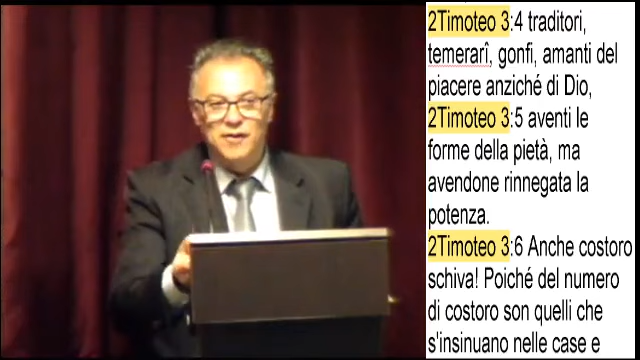 2Timoteo 3:4 traditori,
temerarî, gonfi, amanti del
piacere anziché di Dio,
2Timoteo 3:5 aventi le
forme della pietà, ma
avendone rinnegata la
potenza.
2Timoteo 3:6 Anche costoro
schiva! Poiché del numero
di costoro son quelli che
s'insinuano nelle case e